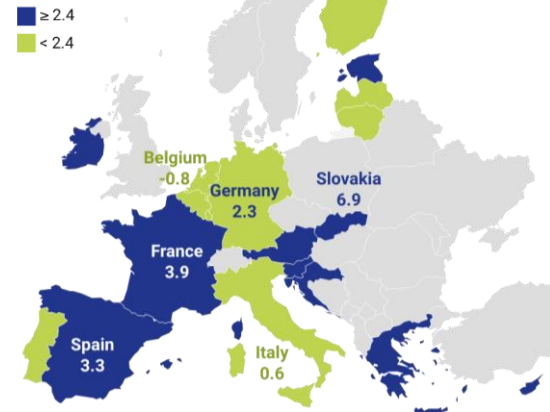 ≥ 2.4
< 2.4
Belgium
-0.8
Germany
2.3
Slovakia
6.9
France
3.9
Spain
3.3
Italy
0.6